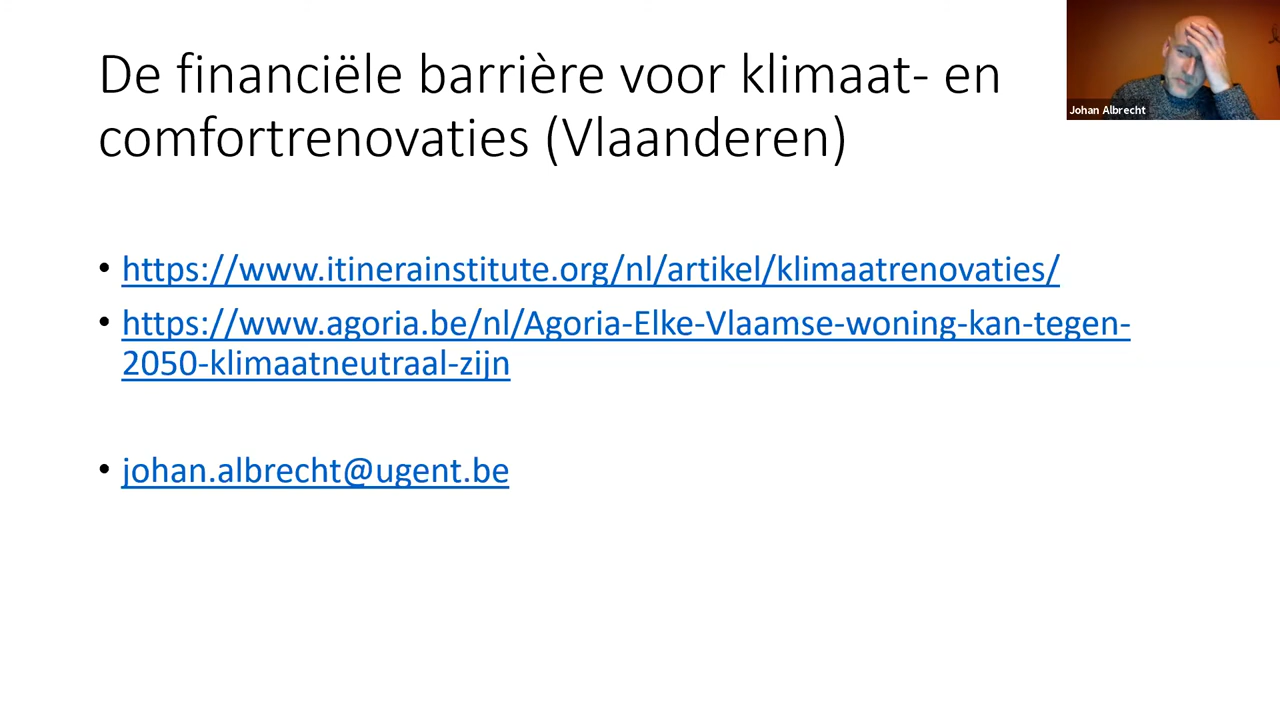 De financiële barrière voor klimaat- en
comfortrenovaties (Vlaanderen)
Johan Albrecht
• https://www.itinerainstitute.org/nl/artikel/klimaatrenovaties/
• https://www.agoria.be/nl/Agoria-Elke-Vlaamse-woning-kan-tegen-
2050-klimaatneutraal-zijn
• johan.albrecht@ugent.be